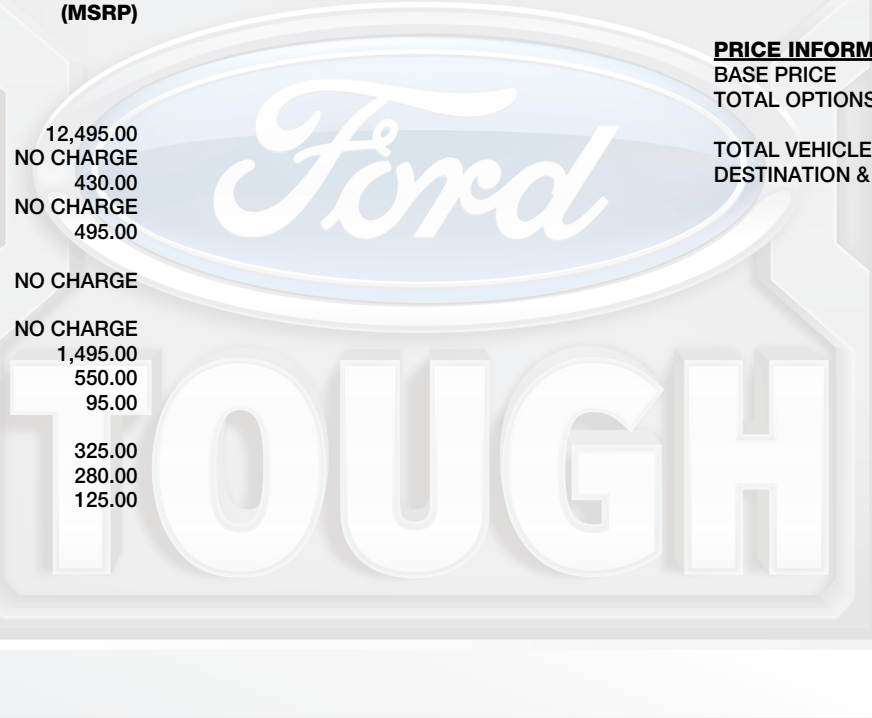 (MSRP)
12,495.00
NO CHARGE
430.00
NO CHARGE
495.00
NO CHARGE
NO CHARGE
1,495.00
550.00
95.00
325.00
280.00
125.00
PRICE INFORM
BASE PRICE
TOTAL OPTIONS
TOTAL VEHICLE
DESTINATION &
Ford
TOUGH